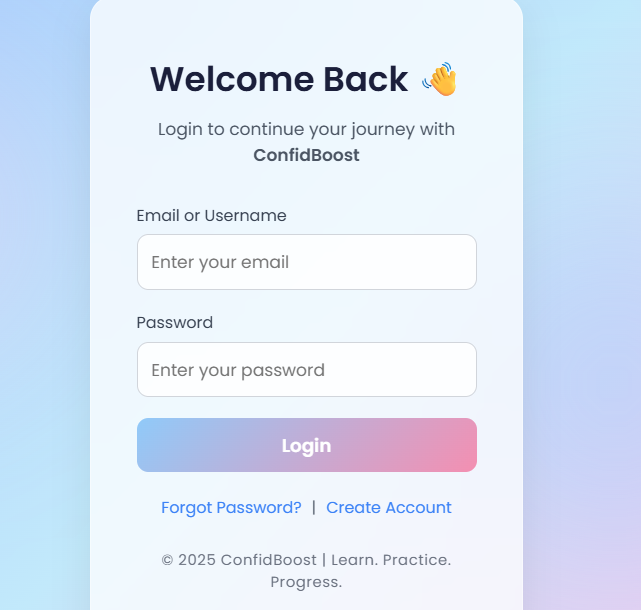 Welcome Back 👋
Login to continue your journey with
ConfidBoost
Email or Username
Enter your email
Password
Enter your password
Login
Forgot Password? | Create Account
© 2025 ConfidBoost | Learn. Practice.
Progress.